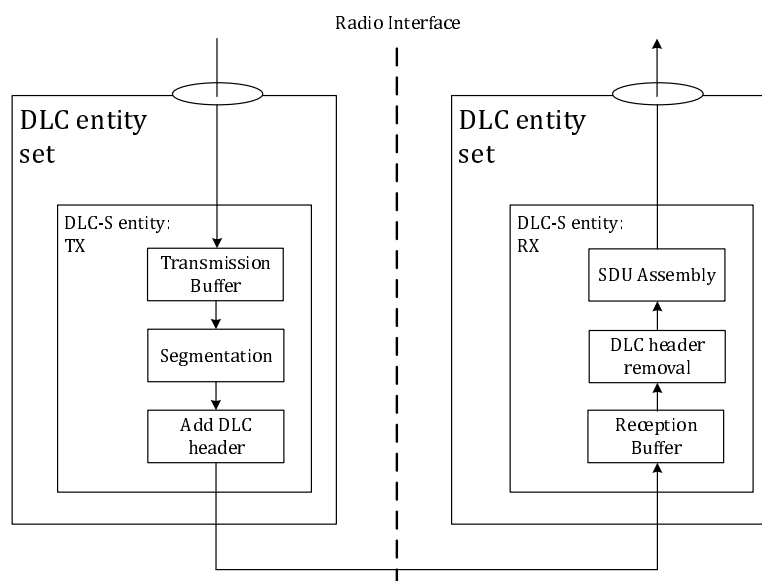 Radio Interface
DLC entity
set
DLC-S entity:
TX
Transmission
Buffer
Segmentation
Add DLC
header
DLC entity
set
DLC-S entity:
RX
SDU Assembly
DLC header
removal
Reception
Buffer